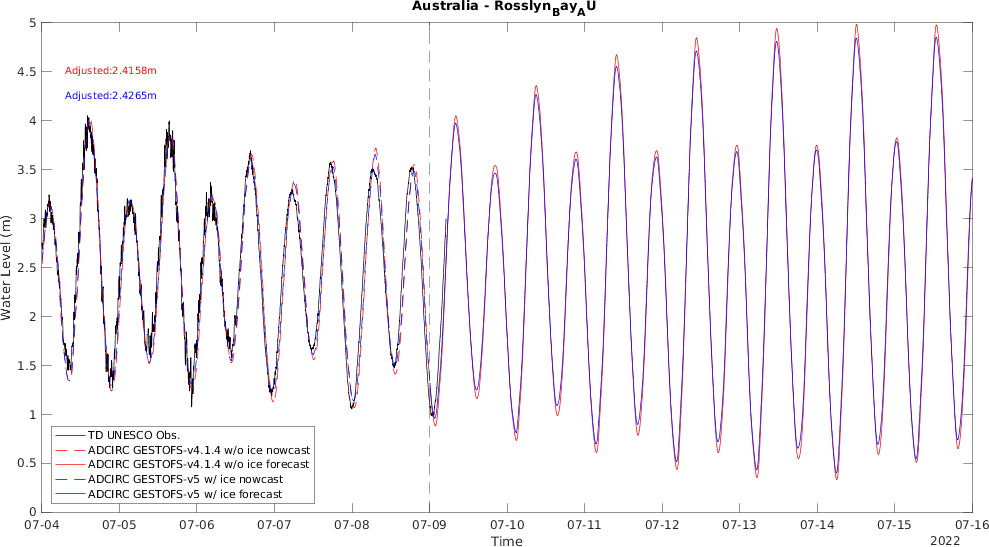 Australia - RosslynBayAU
5
4.5
4
3.5
3
2.5
2
1.5
1
0.5
0
Water Level (m)
Adjusted:2.4158m
Adjusted:2.4265m
TD UNESCO Obs.
ADCIRC GESTOFS-v4.1.4 w/o ice nowcast
ADCIRC GESTOFS-v4.1.4 w/o ice forecast
ADCIRC GESTOFS-v5 w/ ice nowcast
ADCIRC GESTOFS-v5 w/ ice forecast
07-04 07-05 07-06 07-07 07-08 07-09 07-10 07-11 07-12 07-13 07-14 07-15 07-16
Time
2022